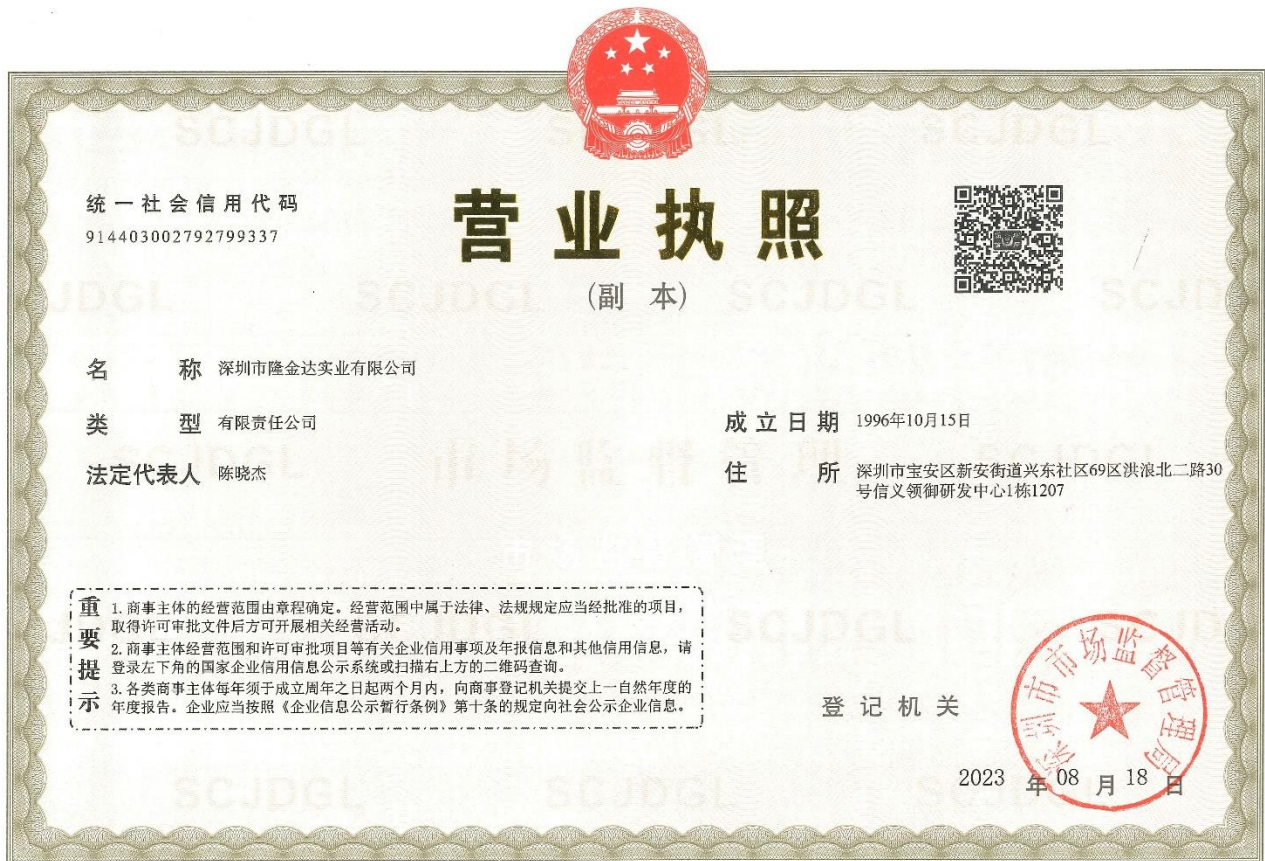 统一社会信用代码
914403002792799337
营业执照
(副 本)
名 称 深圳市隆金达实业有限公司
类 型 有限责任公司
法定代表人 陈晓杰
成立日期 1996年10月15日
住 所 深圳市宝安区新安街道兴东社区69区洪浪北二路30
号信义领御研发中心1栋1207
重要提示
1. 商事主体的经营范围由章程确定。经营范围中属于法律、法规规定应当经批准的项目，
取得许可审批文件后方可开展相关经营活动。
2. 商事主体经营范围和许可审批项目等有关企业信用事项及年报信息和其他信用信息，请
登录左下角的国家企业信用信息公示系统或扫描右上方的二维码查询。
3. 各类商事主体每年须于成立周年之日起两个月内，向商事登记机关提交上一自然年度的
年度报告。企业应当按照《企业信息公示暂行条例》第十条的规定向社会公示企业信息。
登记机关
深圳市市场监督管理局
2023 年 08 月 18 日
SCJDGL